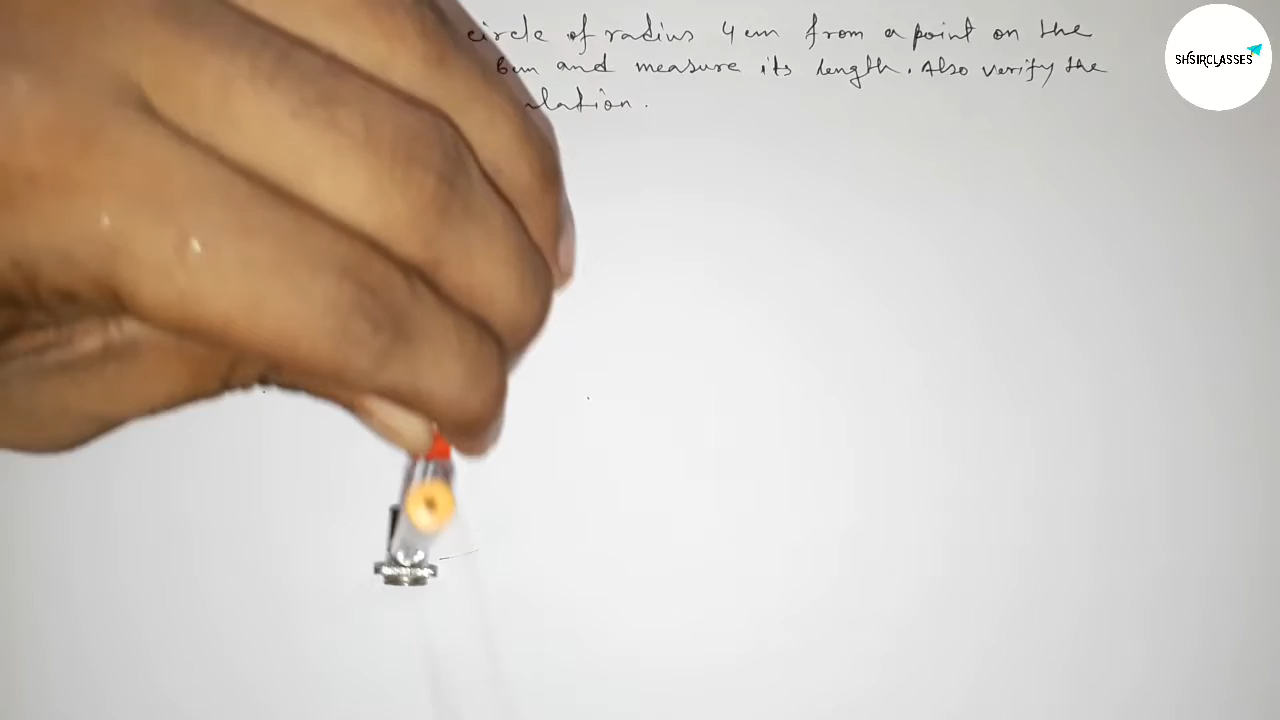 circle of radius 4 cm from a point on the
6cm and measure its length. Also verify the
lation.
SHSIRCLASSES